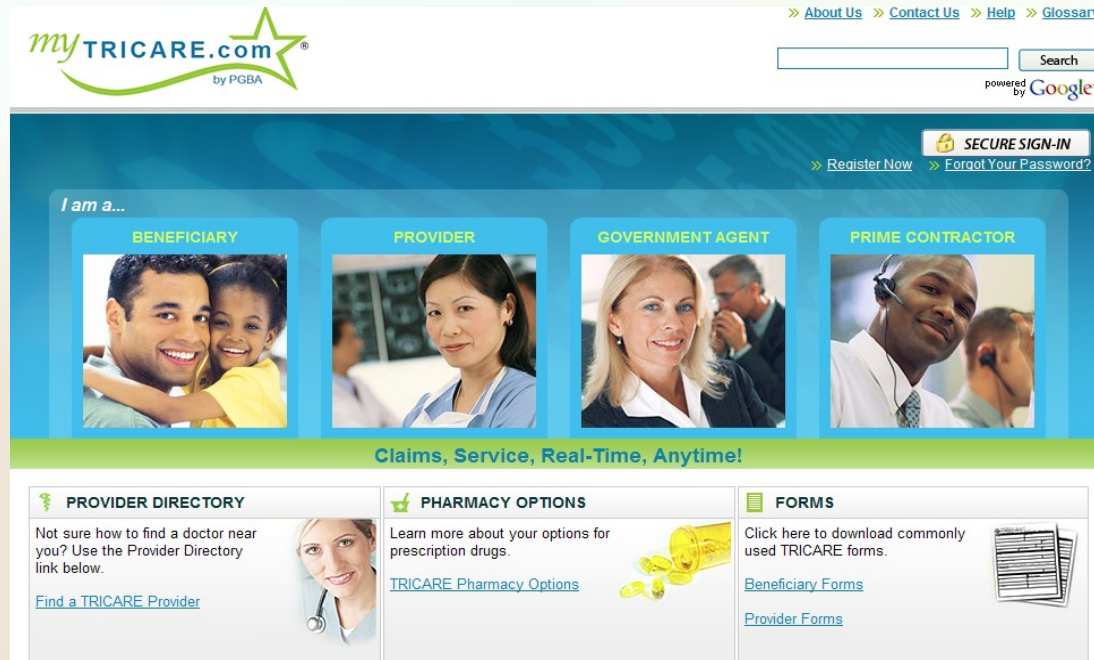 » About Us » Contact Us » Help » Glossary
my TRICARE.com ®
by PGBA
Search
powered by Google
SECURE SIGN-IN
» Register Now » Forgot Your Password?
I am a...
BENEFICIARY
PROVIDER
GOVERNMENT AGENT
PRIME CONTRACTOR
Claims, Service, Real-Time, Anytime!
PROVIDER DIRECTORY
Not sure how to find a doctor near
you? Use the Provider Directory
link below.
Find a TRICARE Provider
PHARMACY OPTIONS
Learn more about your options for
prescription drugs.
TRICARE Pharmacy Options
FORMS
Click here to download commonly
used TRICARE forms.
Beneficiary Forms
Provider Forms